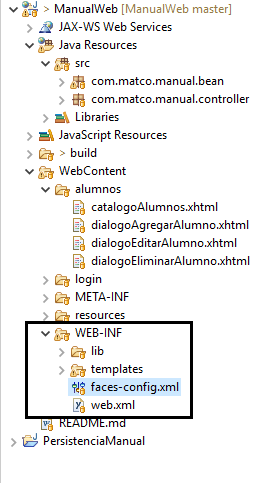 > ManualWeb [ManualWeb master]
JAX-WS Web Services
Java Resources
src
com.matco.manual.bean
com.matco.manual.controller
Libraries
JavaScript Resources
> build
WebContent
alumnos
catalogoAlumnos.xhtml
dialogoAgregarAlumno.xhtml
dialogoEditarAlumno.xhtml
dialogoEliminarAlumno.xhtml
login
META-INF
resources
WEB-INF
lib
templates
faces-config.xml
web.xml
README.md
PersistenciaManual